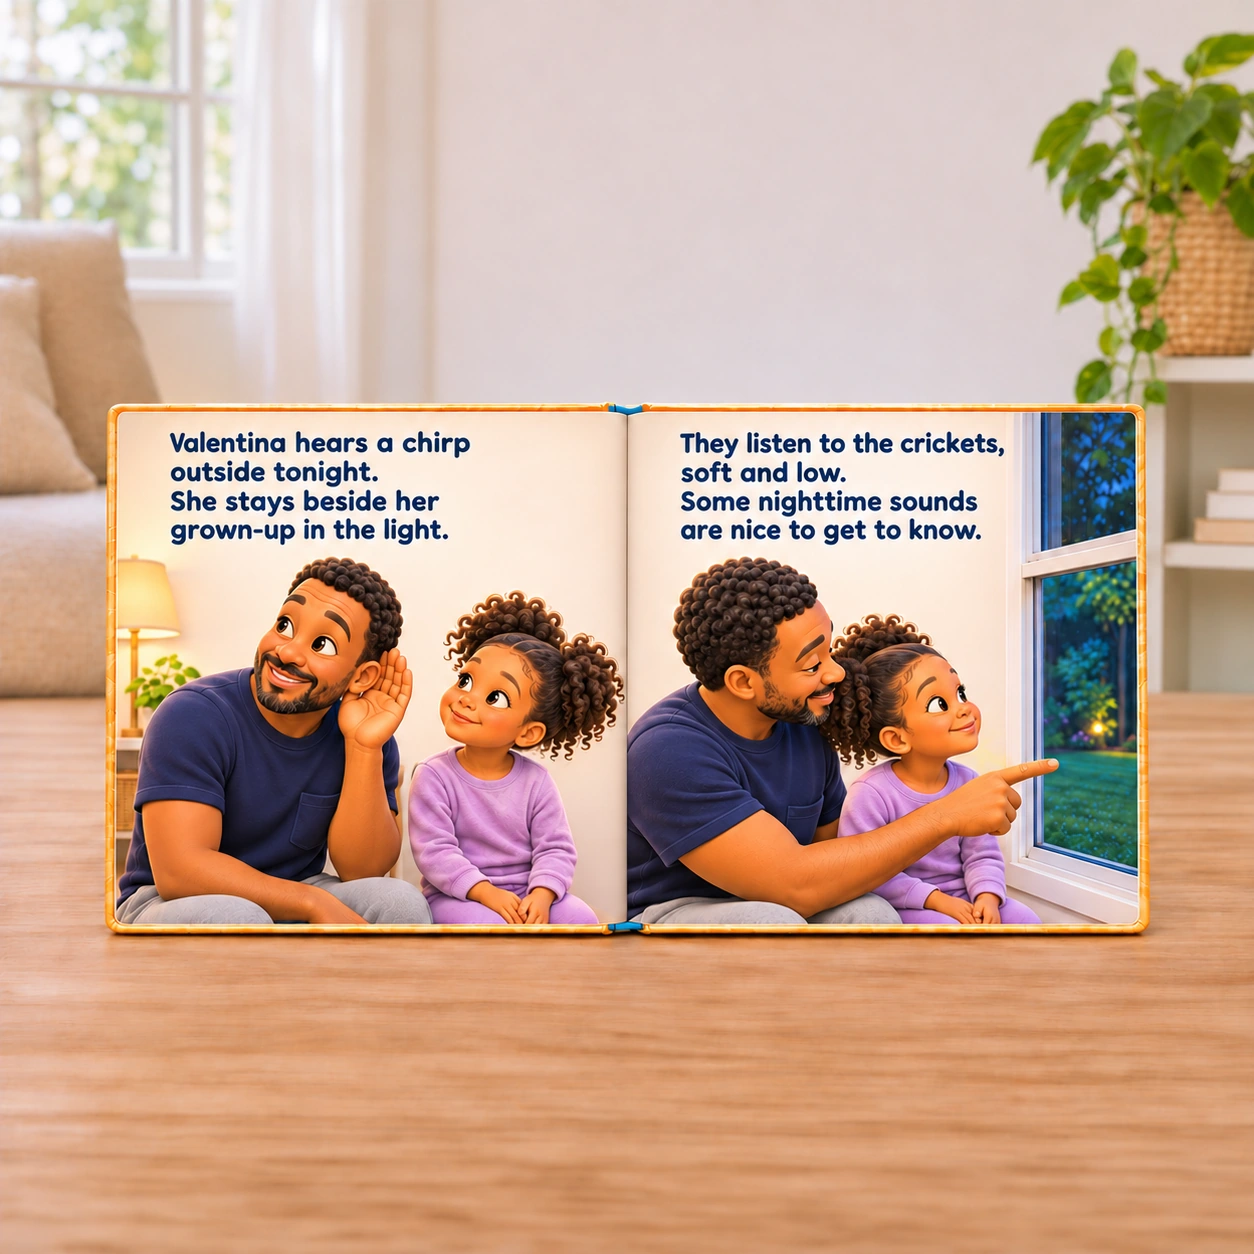 Valentina hears a chirp
outside tonight.
She stays beside her
grown-up in the light.
They listen to the crickets,
soft and low.
Some nighttime sounds
are nice to get to know.